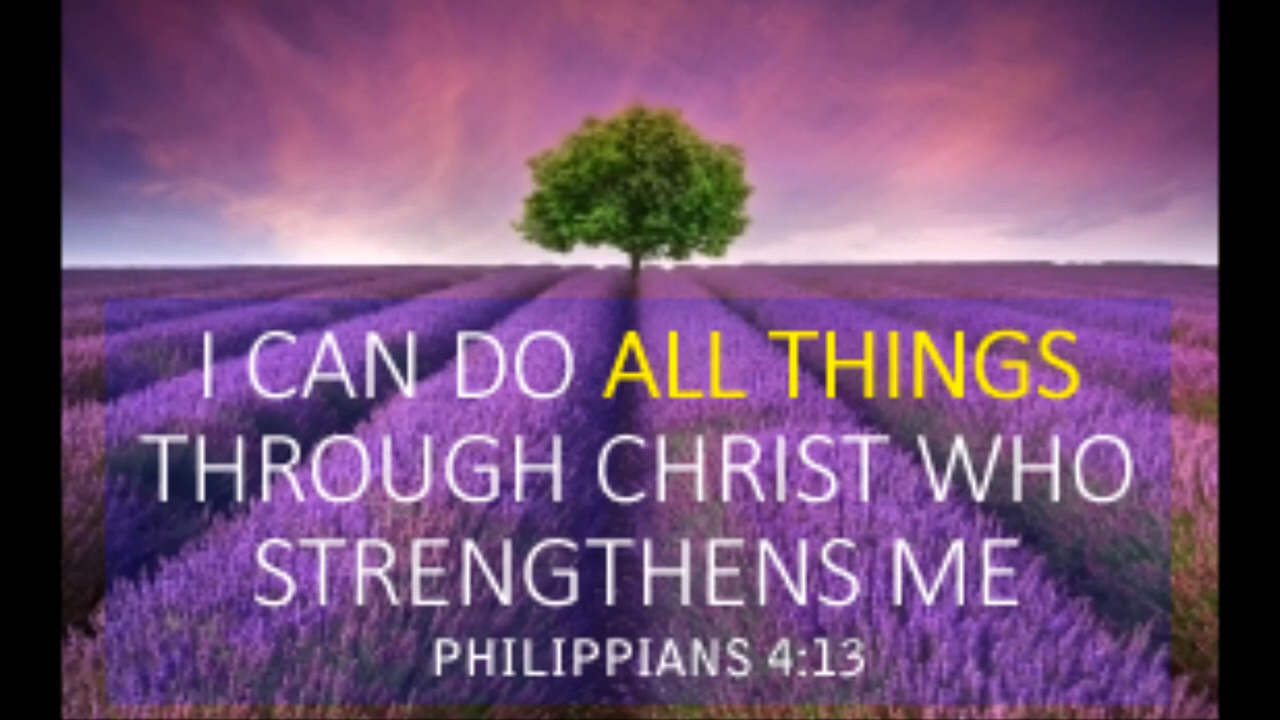 I CAN DO ALL THINGS
THROUGH CHRIST WHO
STRENGTHENS ME
PHILIPPIANS 4:13